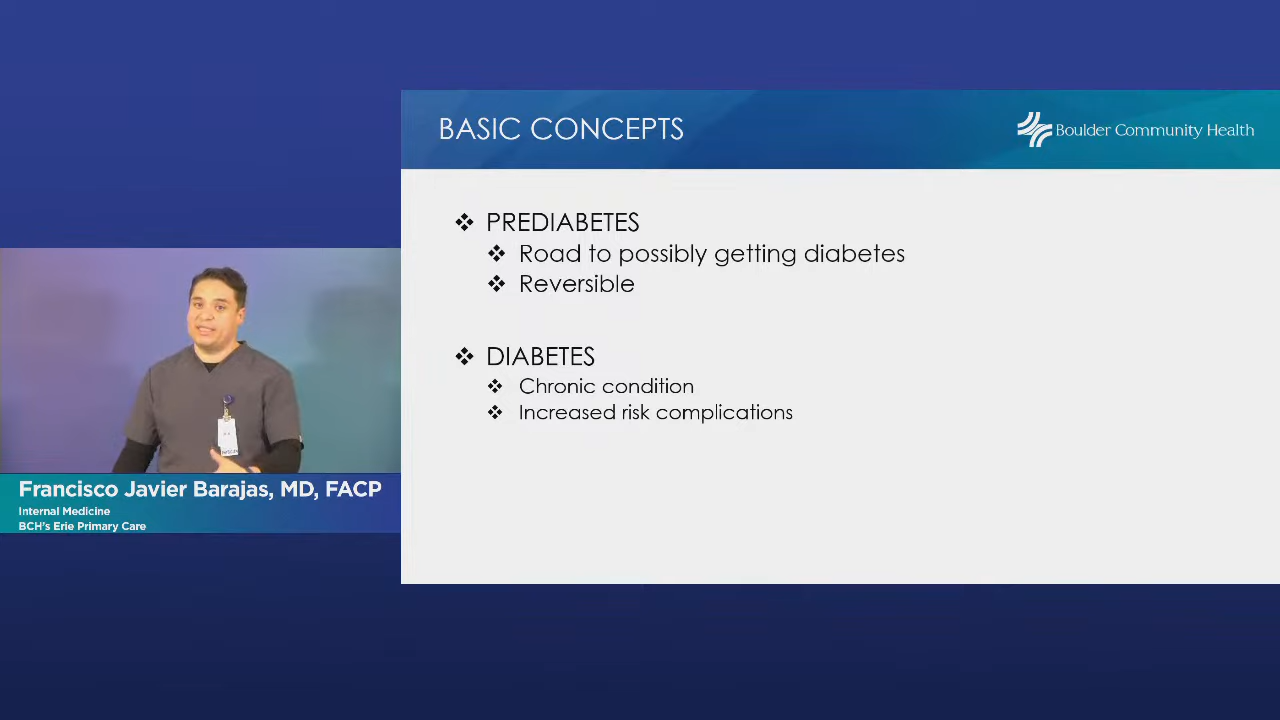 BASIC CONCEPTS
Boulder Community Health
❖ PREDIABETES
❖ Road to possibly getting diabetes
❖ Reversible
❖ DIABETES
❖ Chronic condition
❖ Increased risk complications
Francisco Javier Barajas, MD, FACP
Internal Medicine
BCH's Erie Primary Care